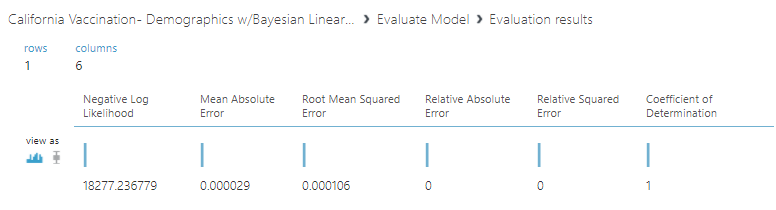 California Vaccination- Demographics w/Bayesian Linear... ❯ Evaluate Model ❯ Evaluation results
rows columns
1 6
Negative Log Likelihood
Mean Absolute Error
Root Mean Squared Error
Relative Absolute Error
Relative Squared Error
Coefficient of Determination
view as
18277.236779 0.000029 0.000106 0 0 1